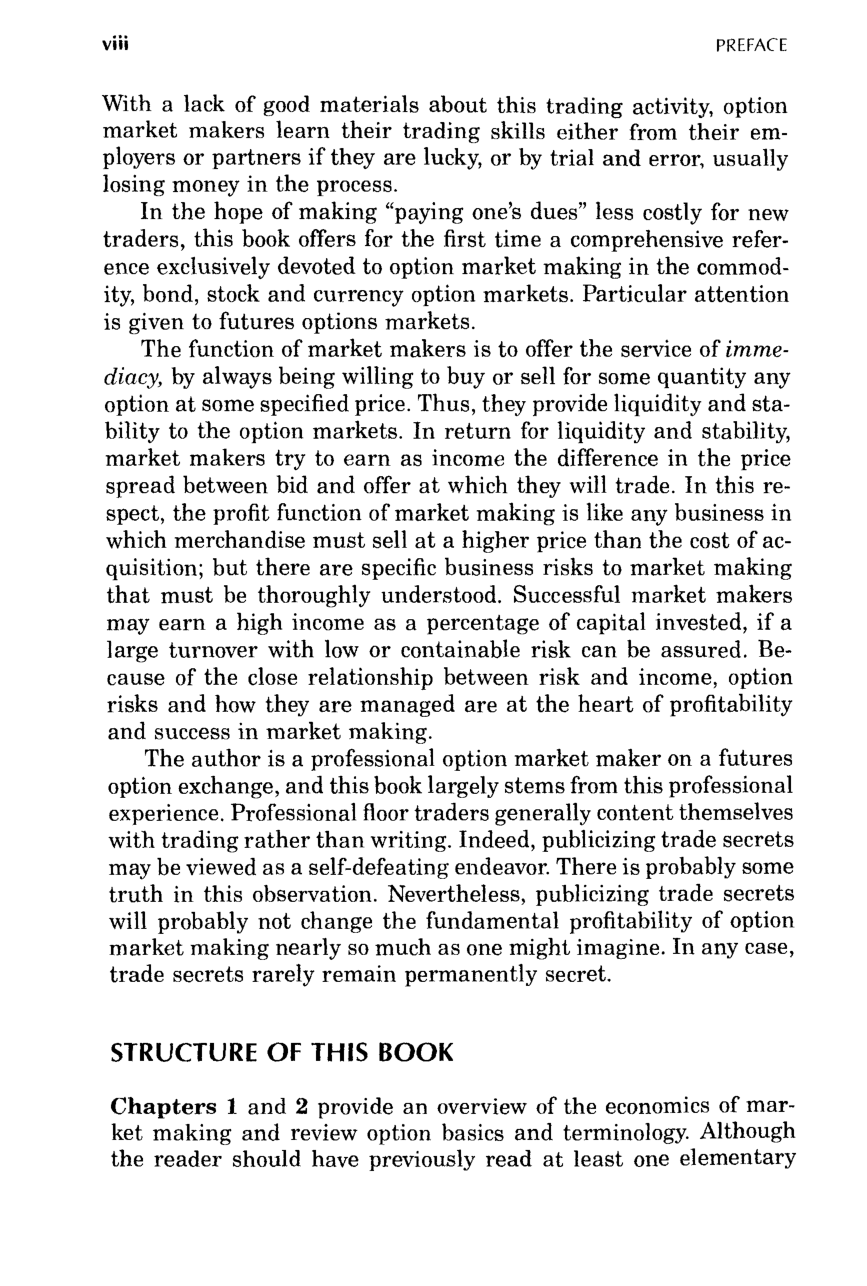 viii PREFACE
With a lack of good materials about this trading activity, option
market makers learn their trading skills either from their em-
ployers or partners if they are lucky, or by trial and error, usually
losing money in the process.
In the hope of making “paying one’s dues” less costly for new
traders, this book offers for the first time a comprehensive refer-
ence exclusively devoted to option market making in the commod-
ity, bond, stock and currency option markets. Particular attention
is given to futures options markets.
The function of market makers is to offer the service of imme-
diacy, by always being willing to buy or sell for some quantity any
option at some specified price. Thus, they provide liquidity and sta-
bility to the option markets. In return for liquidity and stability,
market makers try to earn as income the difference in the price
spread between bid and offer at which they will trade. In this re-
spect, the profit function of market making is like any business in
which merchandise must sell at a higher price than the cost of ac-
quisition; but there are specific business risks to market making
that must be thoroughly understood. Successful market makers
may earn a high income as a percentage of capital invested, if a
large turnover with low or containable risk can be assured. Be-
cause of the close relationship between risk and income, option
risks and how they are managed are at the heart of profitability
and success in market making.
The author is a professional option market maker on a futures
option exchange, and this book largely stems from this professional
experience. Professional floor traders generally content themselves
with trading rather than writing. Indeed, publicizing trade secrets
may be viewed as a self-defeating endeavor. There is probably some
truth in this observation. Nevertheless, publicizing trade secrets
will probably not change the fundamental profitability of option
market making nearly so much as one might imagine. In any case,
trade secrets rarely remain permanently secret.
STRUCTURE OF THIS BOOK
Chapters 1 and 2 provide an overview of the economics of mar-
ket making and review option basics and terminology. Although
the reader should have previously read at least one elementary